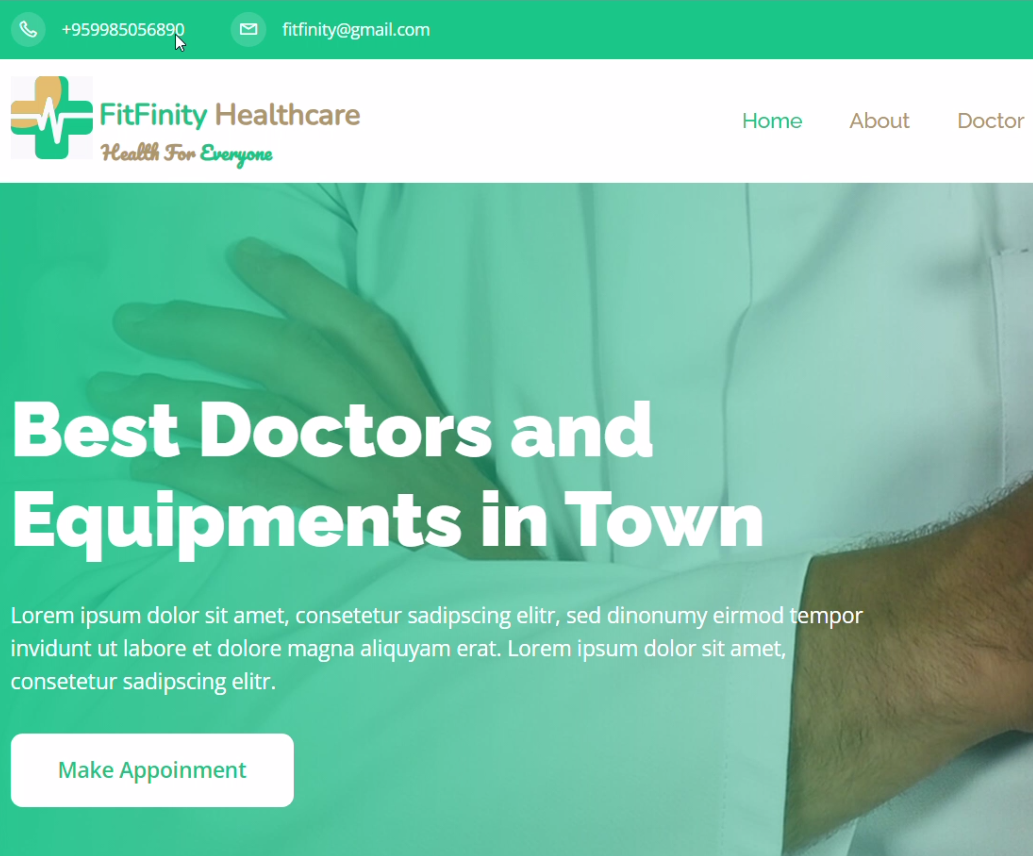 +959985056890 fitfinity@gmail.com
FitFinity Healthcare
Health For Everyone
Home About Doctor
Best Doctors and
Equipments in Town
Lorem ipsum dolor sit amet, consetetur sadipscing elitr, sed dinonumy eirmod tempor
invidunt ut labore et dolore magna aliquyam erat. Lorem ipsum dolor sit amet,
consetetur sadipscing elitr.
Make Appoinment